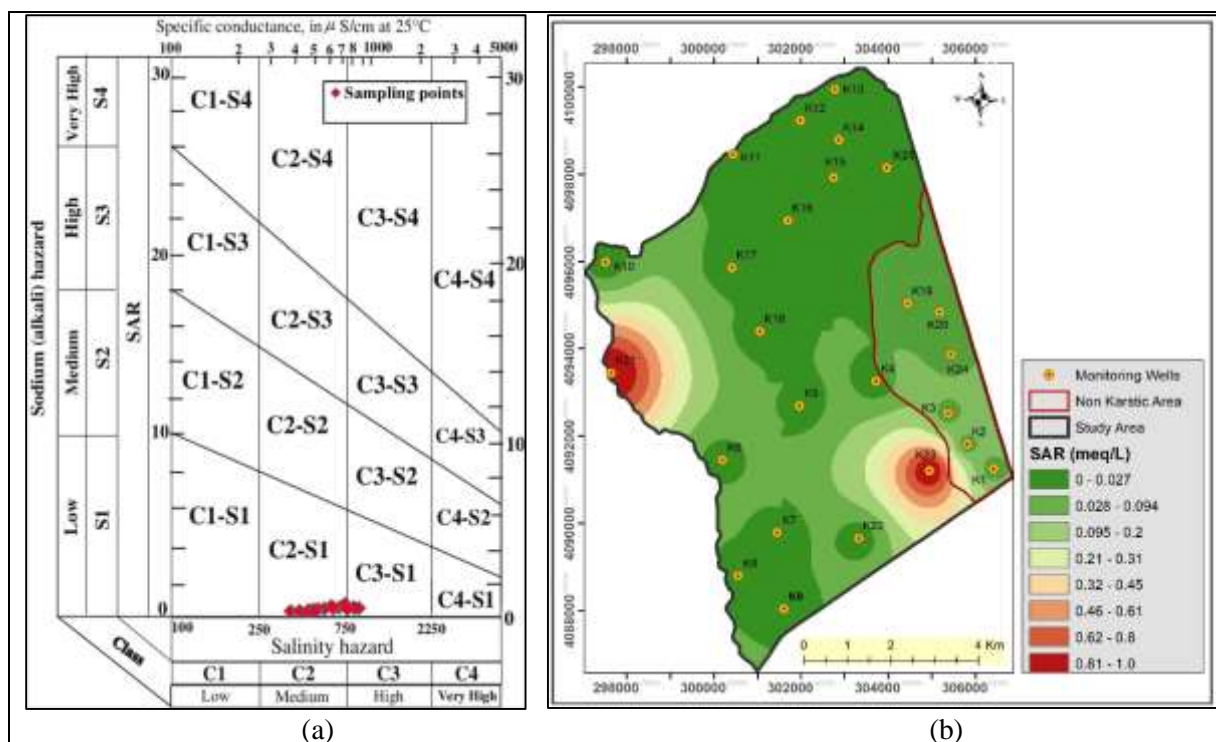 Specific conductance, in μ S/cm at 25°C
100 2 3 4 5 6 7 8 1000 2 3 4 5000
Sodium (alkali) hazard
Very High High Medium Low
S4 S3 S2 S1
SAR
30 20 10 0
30 20 10 0
Sampling points
C1-S4
C2-S4
C3-S4
C1-S3
C4-S4
C2-S3
C1-S2
C3-S3
C2-S2
C4-S3
C3-S2
C4-S2
C1-S1
C2-S1
C3-S1
C4-S1
100 250 750 2250
Salinity hazard
Class
C1 C2 C3 C4
Low Medium High Very High
(a)
298000 300000 302000 304000 306000
4100000
4098000
4096000
4094000
4092000
4090000
4088000
K13
K12
K14
K11
K15
K16
K17
K10
K19
K18
K4
K3
K2
K1
K7
K22
Monitoring Wells
Non Karstic Area
Study Area
SAR (meq/L)
0 - 0.027
0.028 - 0.094
0.095 - 0.2
0.21 - 0.31
0.32 - 0.45
0.46 - 0.61
0.62 - 0.8
0.81 - 1.0
0 1 2 4 Km
298000 300000 302000 304000 306000
(b)